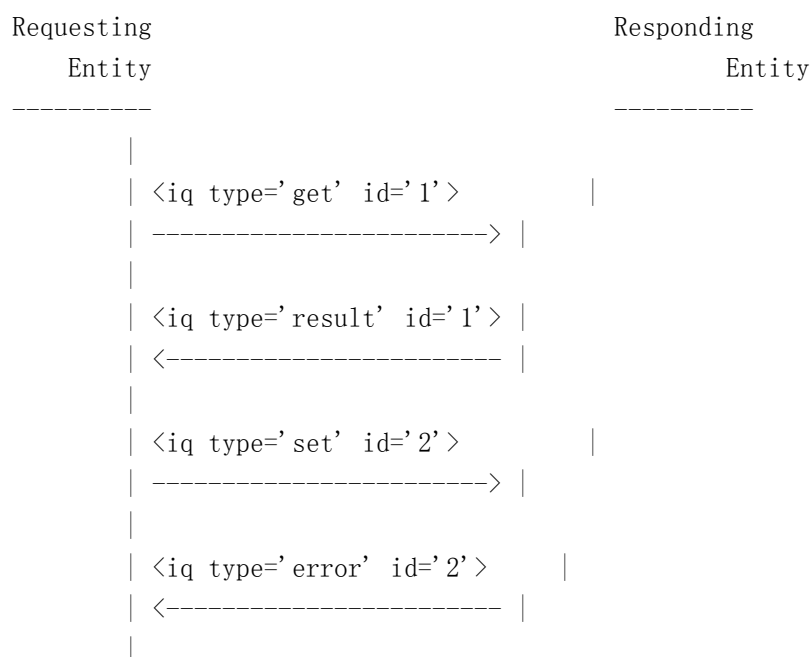 Requesting                                 Responding
    Entity                                         Entity
----------                                 ----------
        |
        | <iq type='get' id='1'>         |
        | ------------------------> |
        |
        | <iq type='result' id='1'> |
        | <------------------------ |
        |
        | <iq type='set' id='2'>         |
        | ------------------------> |
        |
        | <iq type='error' id='2'>     |
        | <------------------------ |
        |